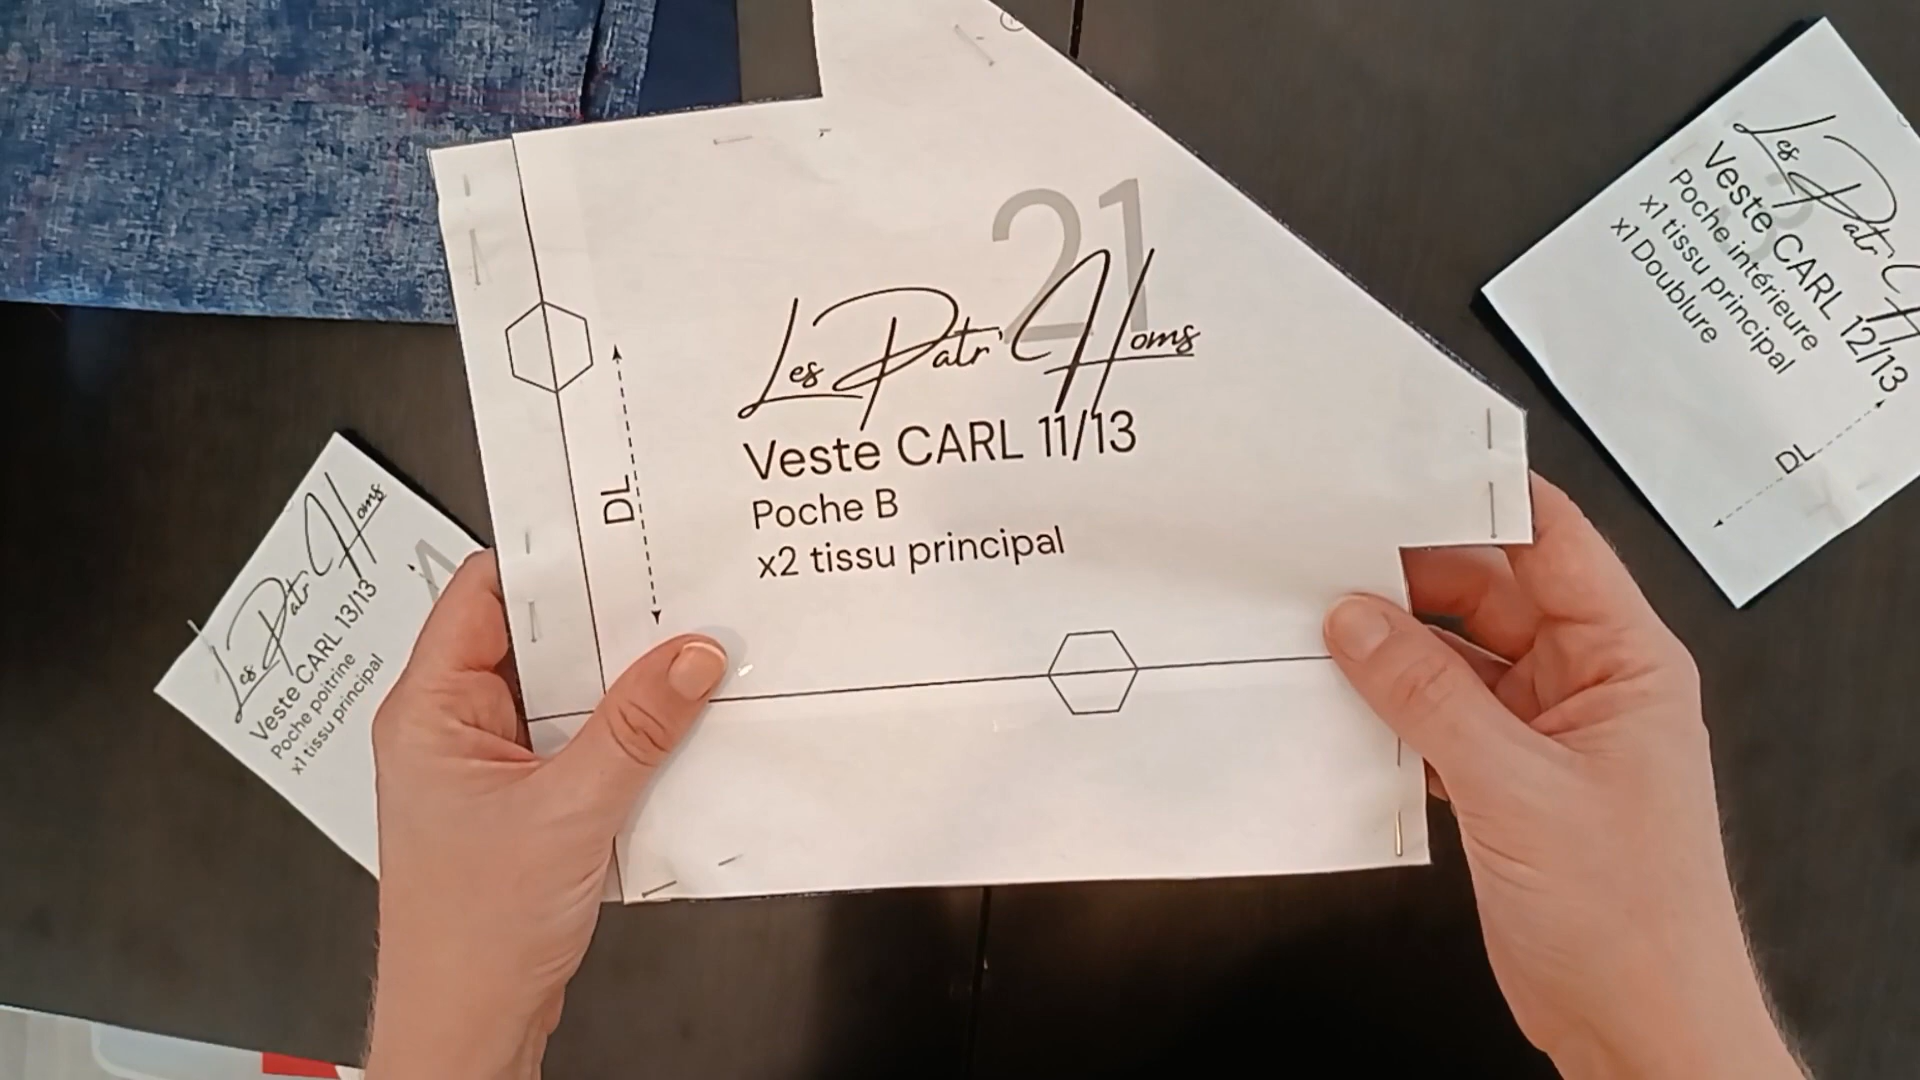 21
Les Patr'Homs
Veste CARL 11/13
Poche B
x2 tissu principal
DL
Les Patr'Homs
Veste CARL 13/13
Poche poitrine
x1 tissu principal
Les Patr'
Veste CARL 12/13
Poche intérieure
x1 tissu principal
x1 Doublure
DL